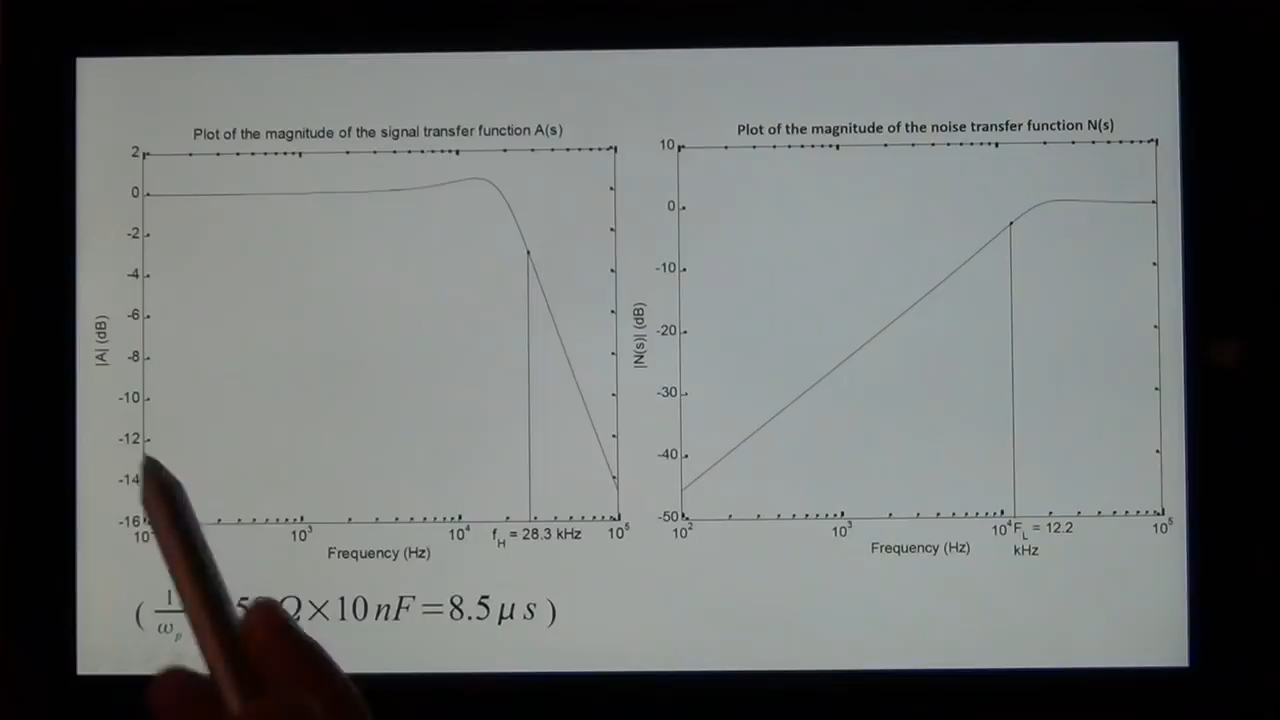 Plot of the magnitude of the signal transfer function A(s)
2
0
-2
-4
-6
-8
-10
-12
-14
-16
|A| (dB)
10³
10⁴
f_H = 28.3 kHz
10⁵
Frequency (Hz)
Plot of the magnitude of the noise transfer function N(s)
10
0
-10
-20
-30
-40
-50
|N(s)| (dB)
10²
10³
10⁴
F_L = 12.2
kHz
10⁵
Frequency (Hz)
( 1/ω_p Ω×10 nF=8.5 μs )